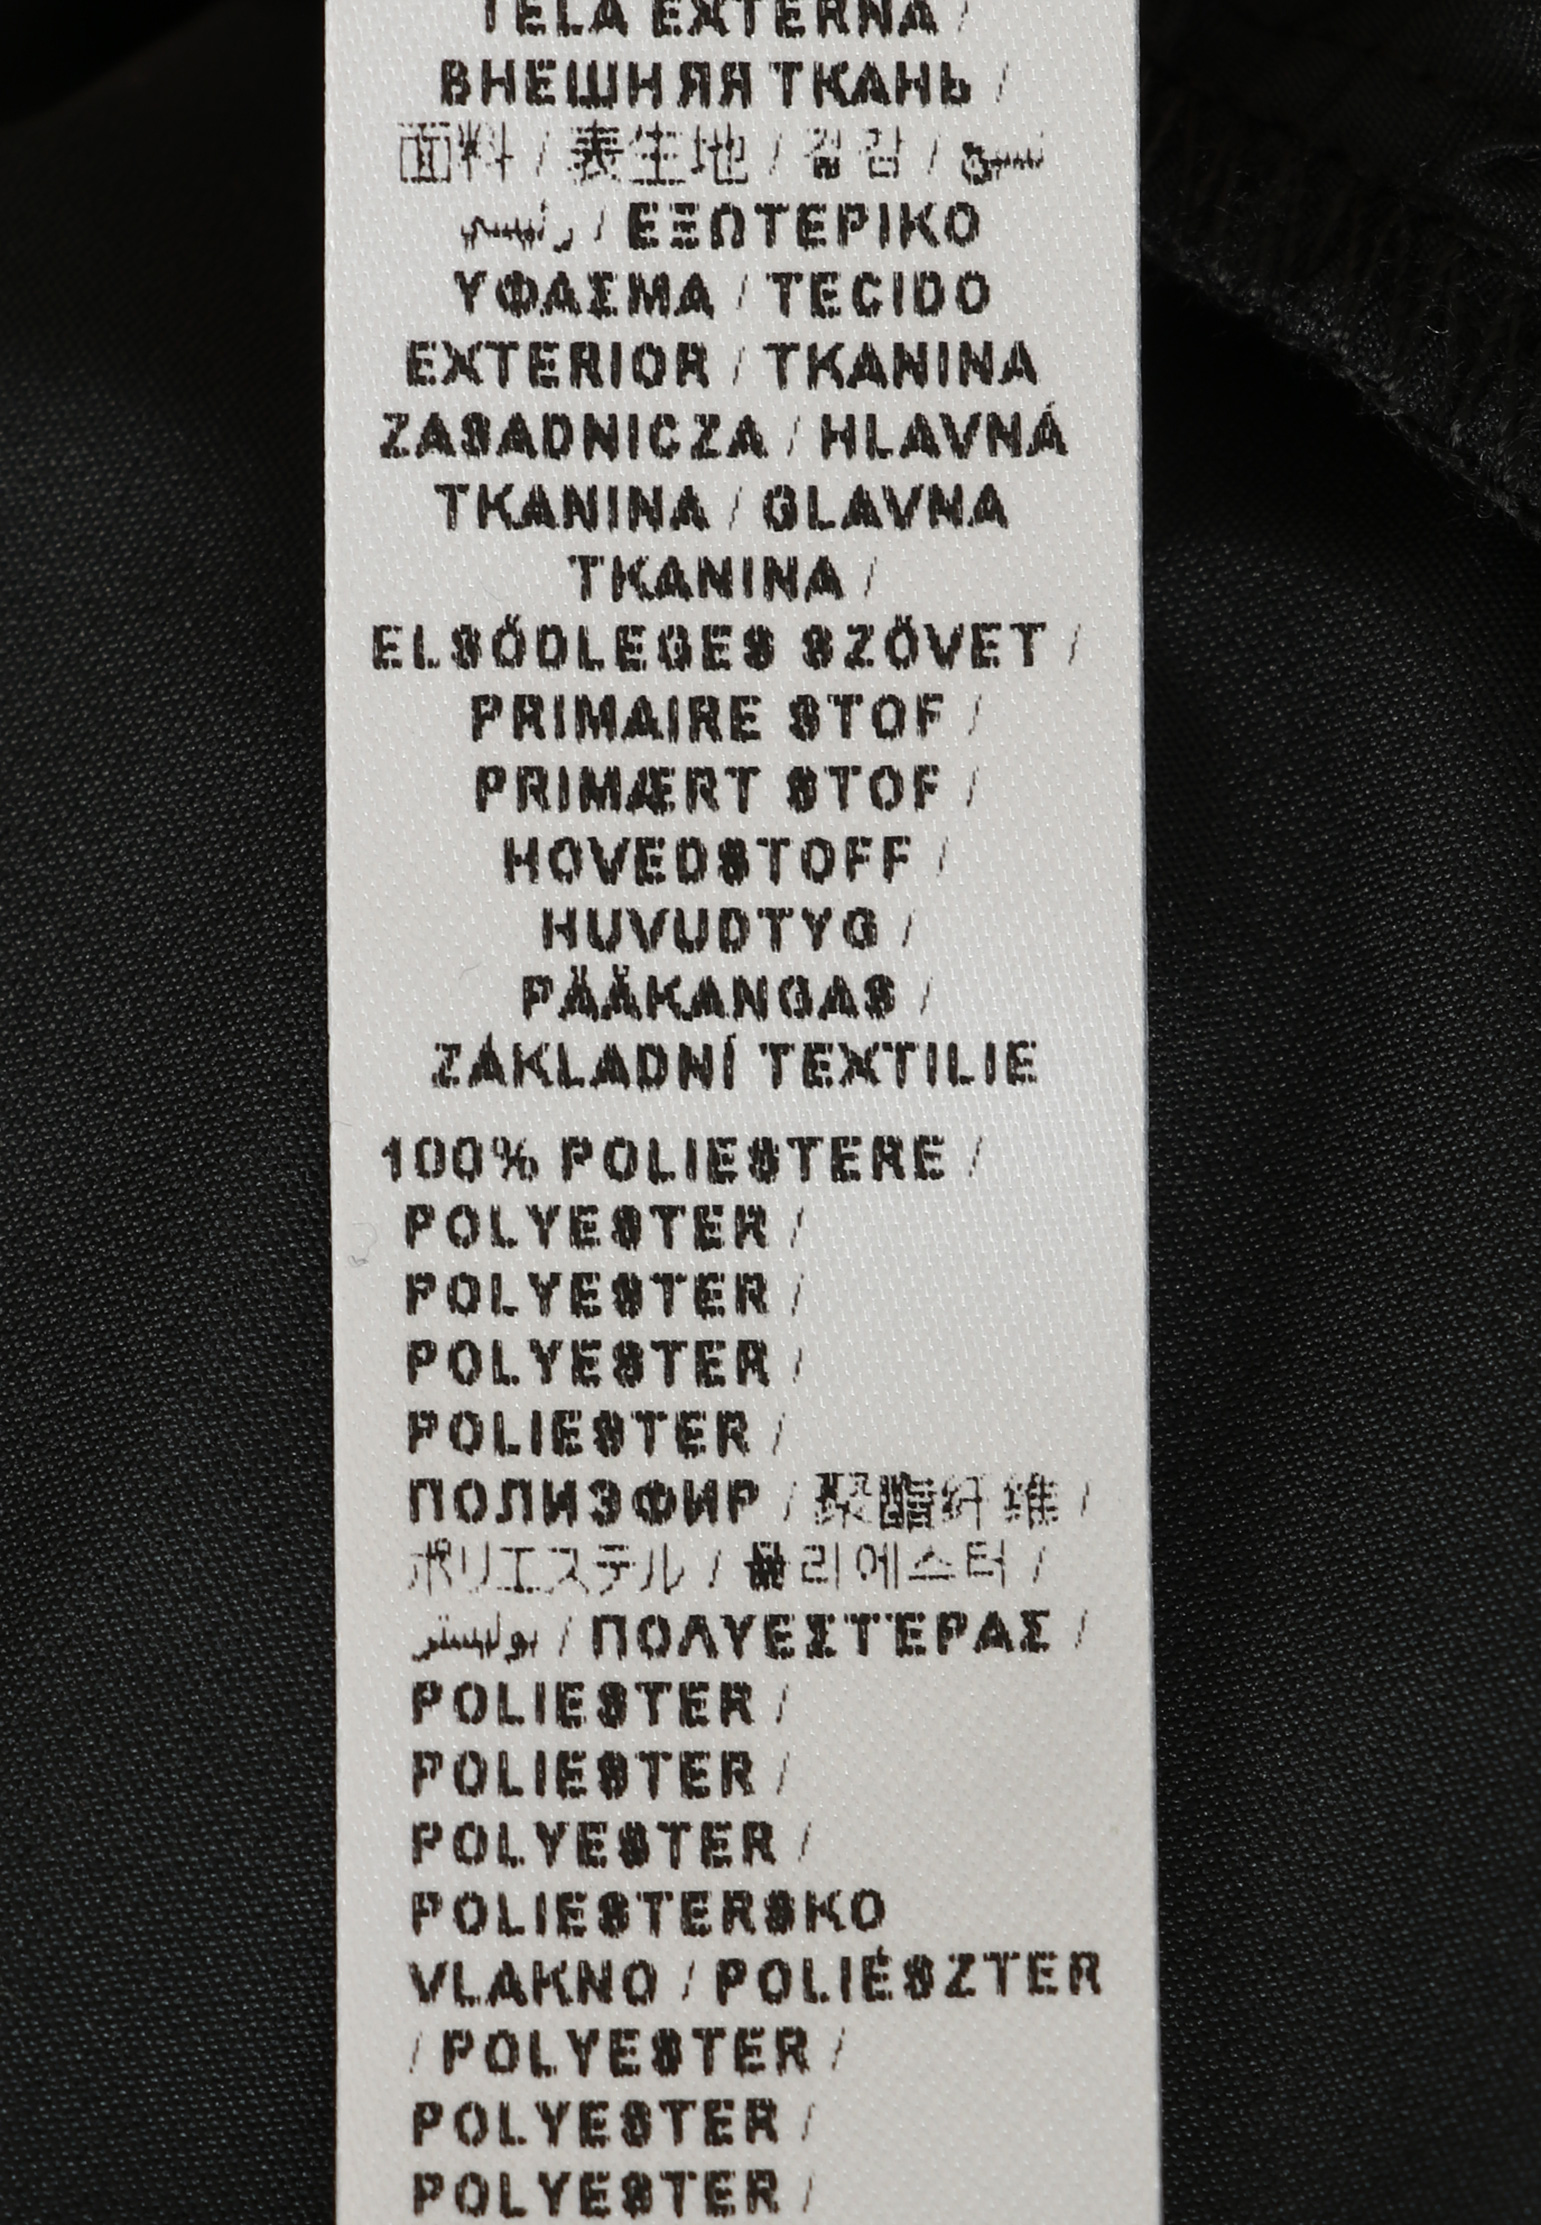 TELA EXTERNA /
ВНЕШНЯЯ ТКАНЬ /
面料 / 表生地 / 겉감 / نسيج
رئيسي / ΕΞΩΤΕΡΙΚΟ
ΥΦΑΣΜΑ / TECIDO
EXTERIOR / TKANINA
ZASADNICZA / HLAVNÁ
TKANINA / GLAVNA
TKANINA /
ELSŐDLEGES SZÖVET /
PRIMAIRE STOF /
PRIMÆRT STOF /
HOVEDSTOFF /
HUVUDTYG /
PÄÄKANGAS /
ZÁKLADNÍ TEXTILIE
100% POLIESTERE /
POLYESTER /
POLYESTER /
POLYESTER /
POLIESTER /
ПОЛИЭФИР / 聚酯纤维 /
ポリエステル / 폴리에스터 /
بوليستر / ΠΟΛΥΕΣΤΕΡΑΣ /
POLIESTER /
POLIESTER /
POLYESTER /
POLIESTERSKO
VLAKNO / POLIÉSZTER
/ POLYESTER /
POLYESTER /
POLYESTER /